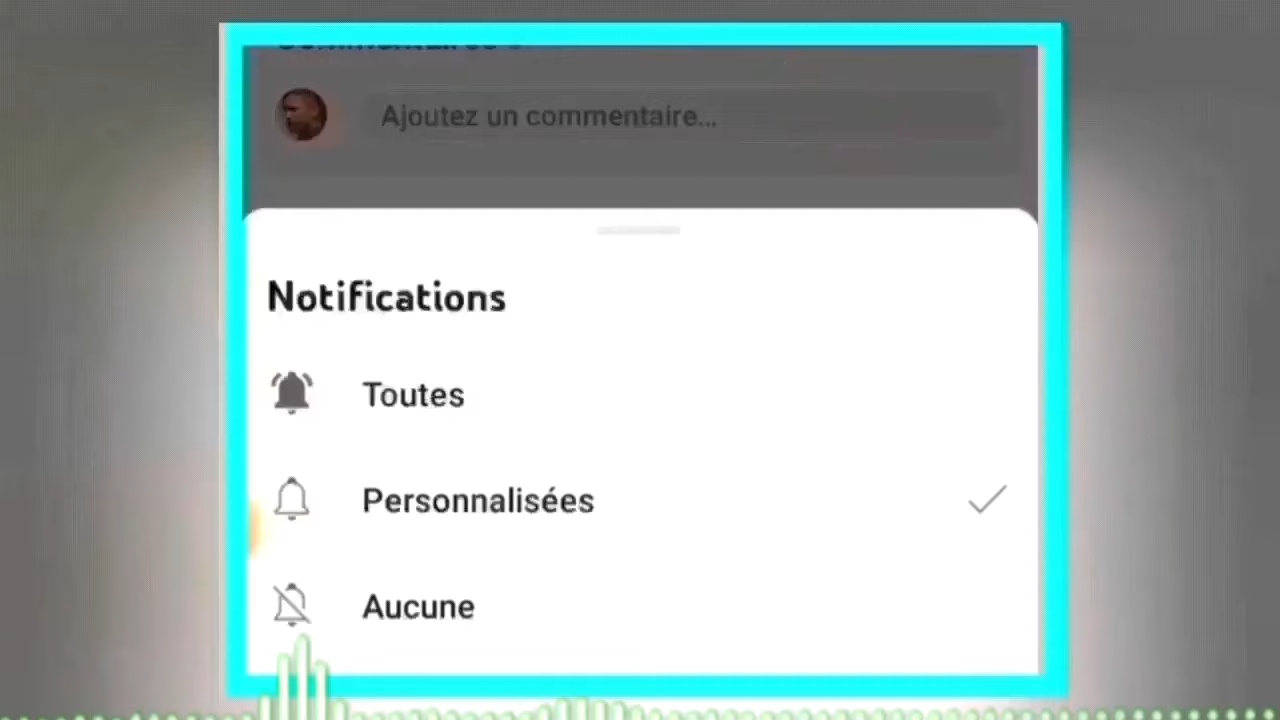 Ajoutez un commentaire...
Notifications
Toutes
Personnalisées
Aucune